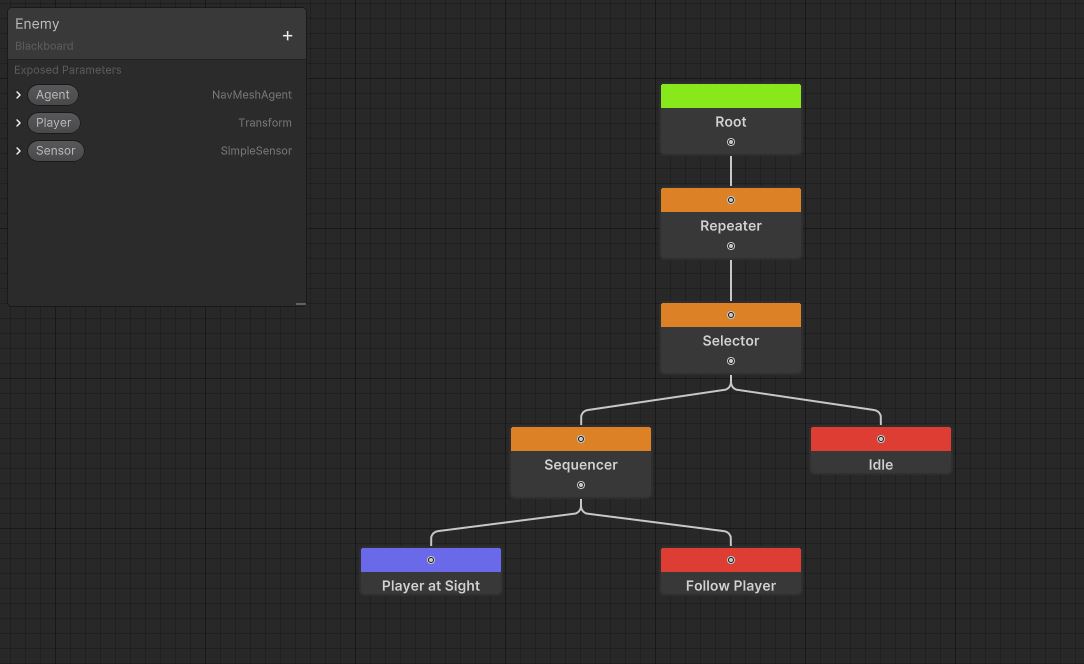 Enemy
+
Blackboard
Exposed Parameters
Agent NavMeshAgent
Player Transform
Sensor SimpleSensor
Root
Repeater
Selector
Sequencer Idle
Player at Sight Follow Player